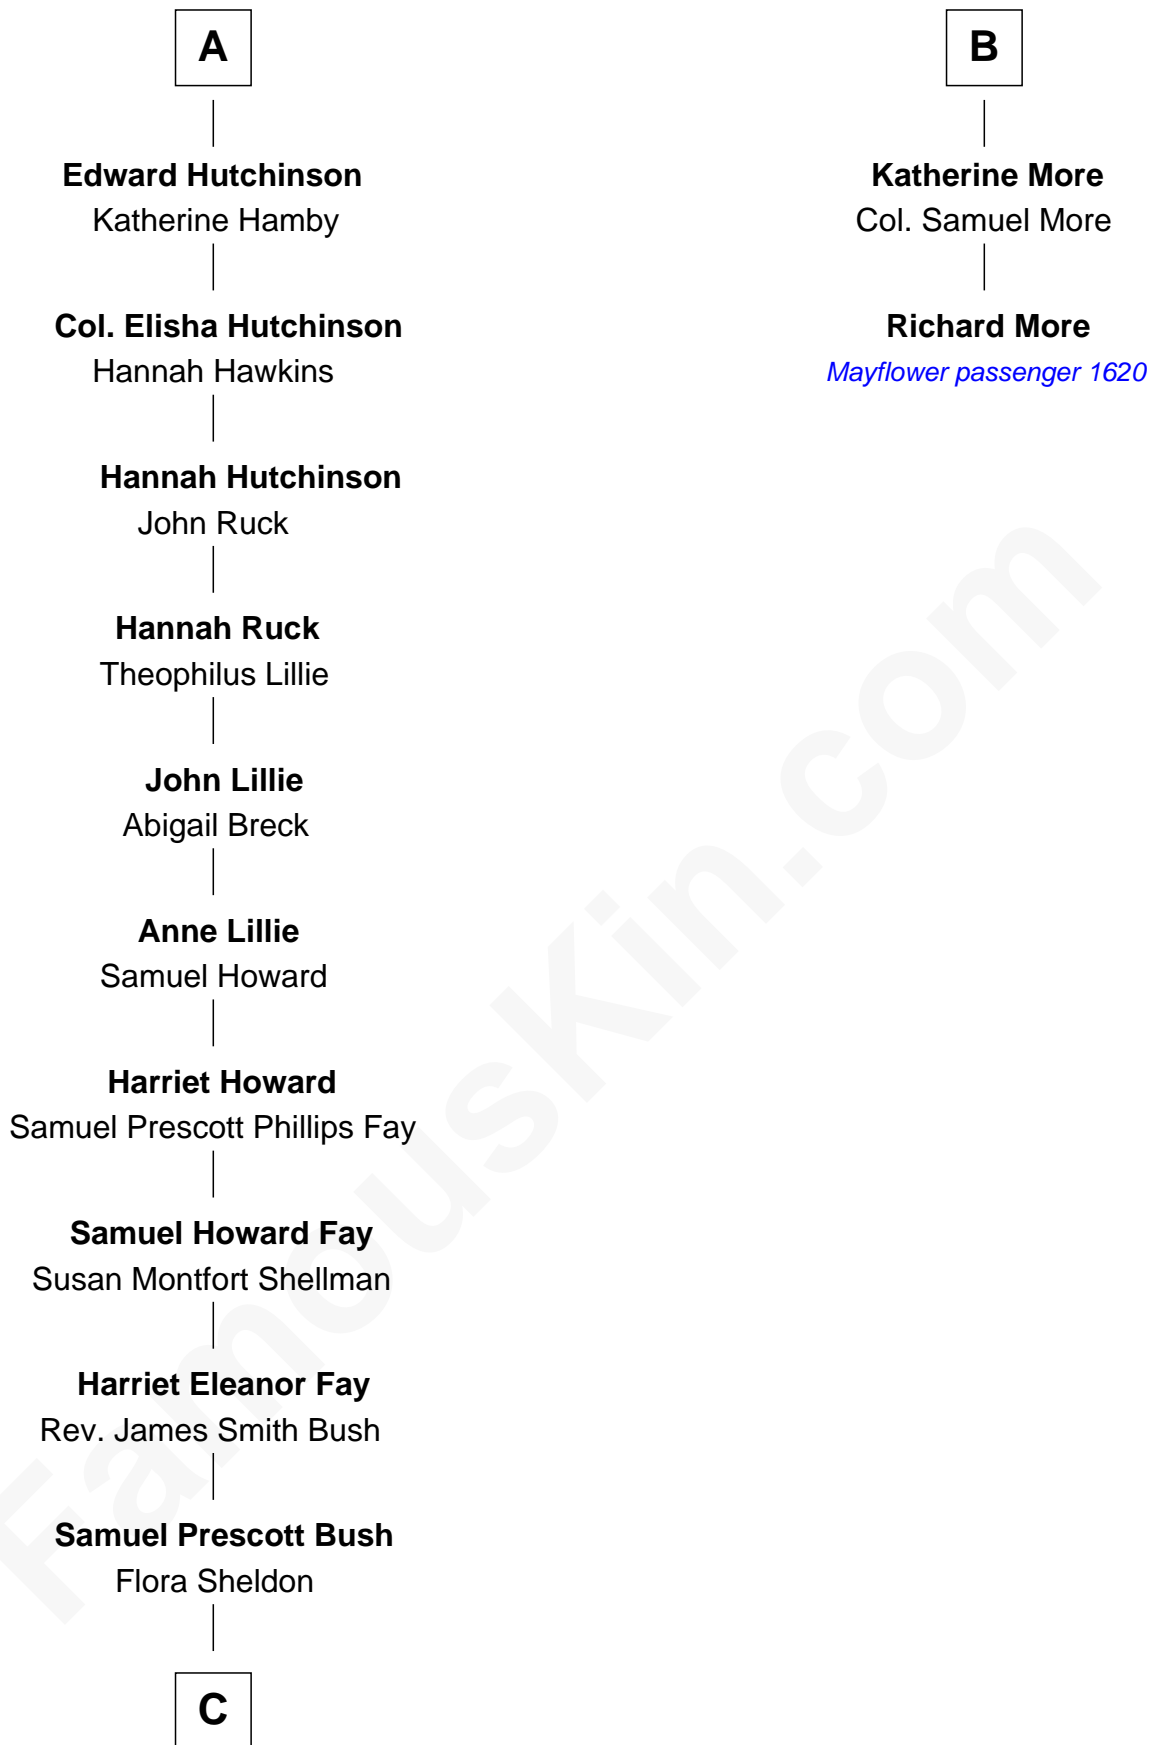 A
Edward Hutchinson
Katherine Hamby
Col. Elisha Hutchinson
Hannah Hawkins
Hannah Hutchinson
John Ruck
Hannah Ruck
Theophilus Lillie
John Lillie
Abigail Breck
Anne Lillie
Samuel Howard
Harriet Howard
Samuel Prescott Phillips Fay
Samuel Howard Fay
Susan Montfort Shellman
Harriet Eleanor Fay
Rev. James Smith Bush
Samuel Prescott Bush
Flora Sheldon
C
B
Katherine More
Col. Samuel More
Richard More
Mayflower passenger 1620
FamousKin.com